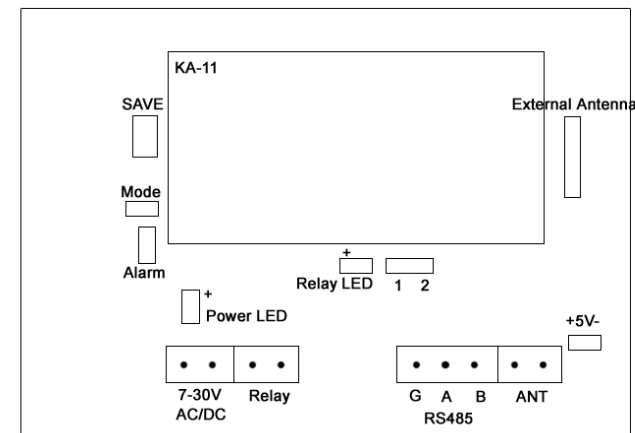 KA-11
SAVE
External Antenna
Mode
Alarm
+
Relay LED
1 2
+
Power LED
+5V-
7-30V
AC/DC
Relay
G A B
RS485
ANT